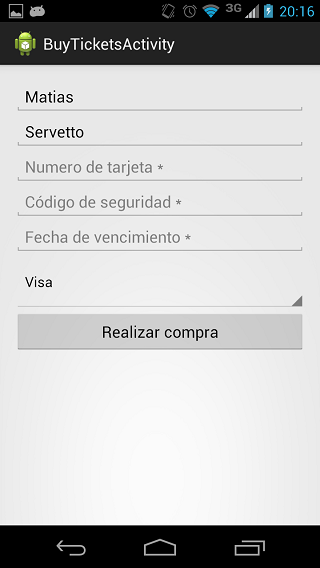 3G 20:16
BuyTicketsActivity
Matias
Servetto
Numero de tarjeta *
Código de seguridad *
Fecha de vencimiento *
Visa
Realizar compra